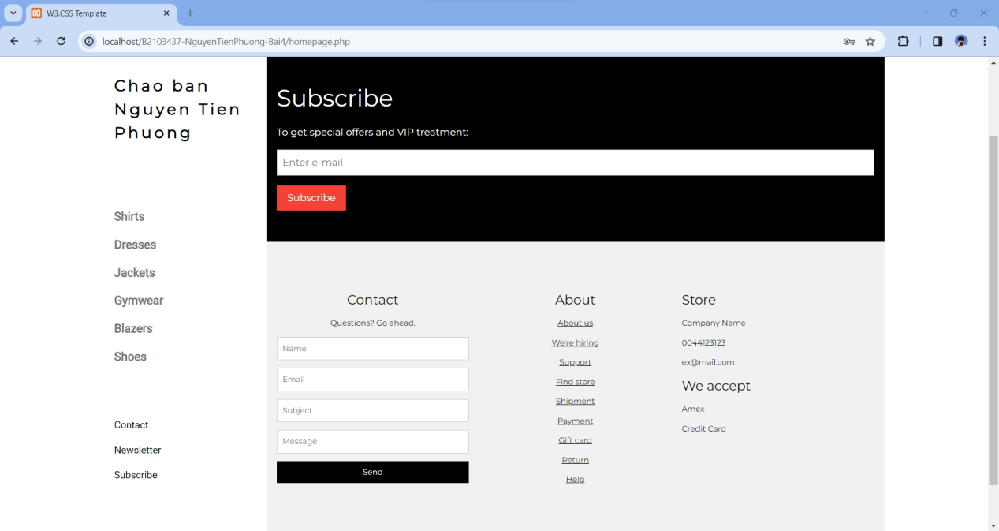 W3.CSS Template
localhost/B2103437-NguyenTienPhuong-Bai4/homepage.php
Chao ban
Nguyen Tien
Phuong
Shirts
Dresses
Jackets
Gymwear
Blazers
Shoes
Contact
Newsletter
Subscribe
Subscribe
To get special offers and VIP treatment:
Enter e-mail
Subscribe
Contact
Questions? Go ahead.
Name
Email
Subject
Message
Send
About
About us
We're hiring
Support
Find store
Shipment
Payment
Gift card
Return
Help
Store
Company Name
0044123123
ex@mail.com
We accept
Amex
Credit Card